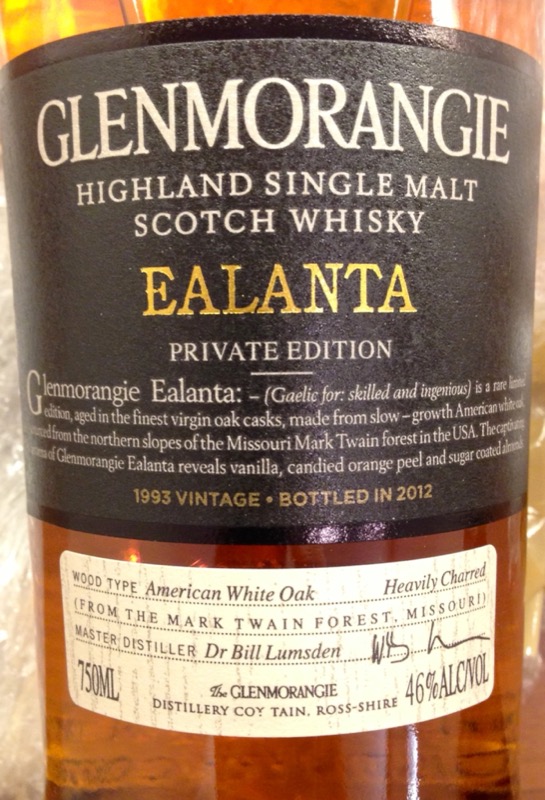 GLENMORANGIE
HIGHLAND SINGLE MALT
SCOTCH WHISKY
EALANTA
PRIVATE EDITION
Glenmorangie Ealanta: – (Gaelic for: skilled and ingenious) is a rare limited
edition, aged in the finest virgin oak casks, made from slow – growth American white oak,
from the northern slopes of the Missouri Mark Twain forest in the USA. The captivating
of Glenmorangie Ealanta reveals vanilla, candied orange peel and sugar coated almonds.
1993 VINTAGE • BOTTLED IN 2012
WOOD TYPE American White Oak Heavily Charred
(FROM THE MARK TWAIN FOREST, MISSOURI)
MASTER DISTILLER Dr Bill Lumsden
750ML The GLENMORANGIE 46%ALC/VOL
DISTILLERY COY TAIN, ROSS-SHIRE